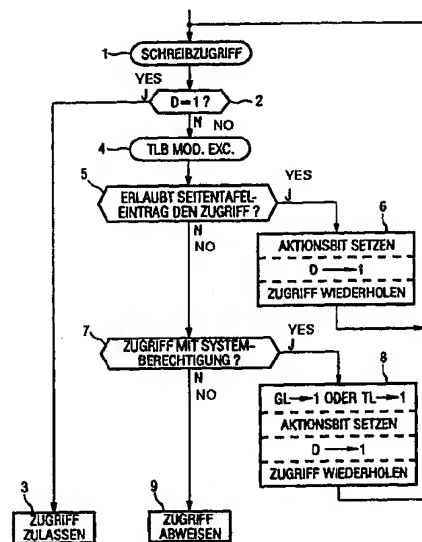 1
SCHREIBZUGRIFF
YES
J
D=1 ?
2
N NO
4
TLB MOD. EXC.
5
ERLAUBT SEITENTAFEL-
EINTRAG DEN ZUGRIFF ?
YES
J
N
NO
6
AKTIONSBIT SETZEN
D → 1
ZUGRIFF WIEDERHOLEN
7
ZUGRIFF MIT SYSTEM-
BERECHTIGUNG ?
YES
J
N
NO
8
GL → 1 ODER TL → 1
AKTIONSBIT SETZEN
D → 1
ZUGRIFF WIEDERHOLEN
3
ZUGRIFF
ZULASSEN
9
ZUGRIFF
ABWEISEN